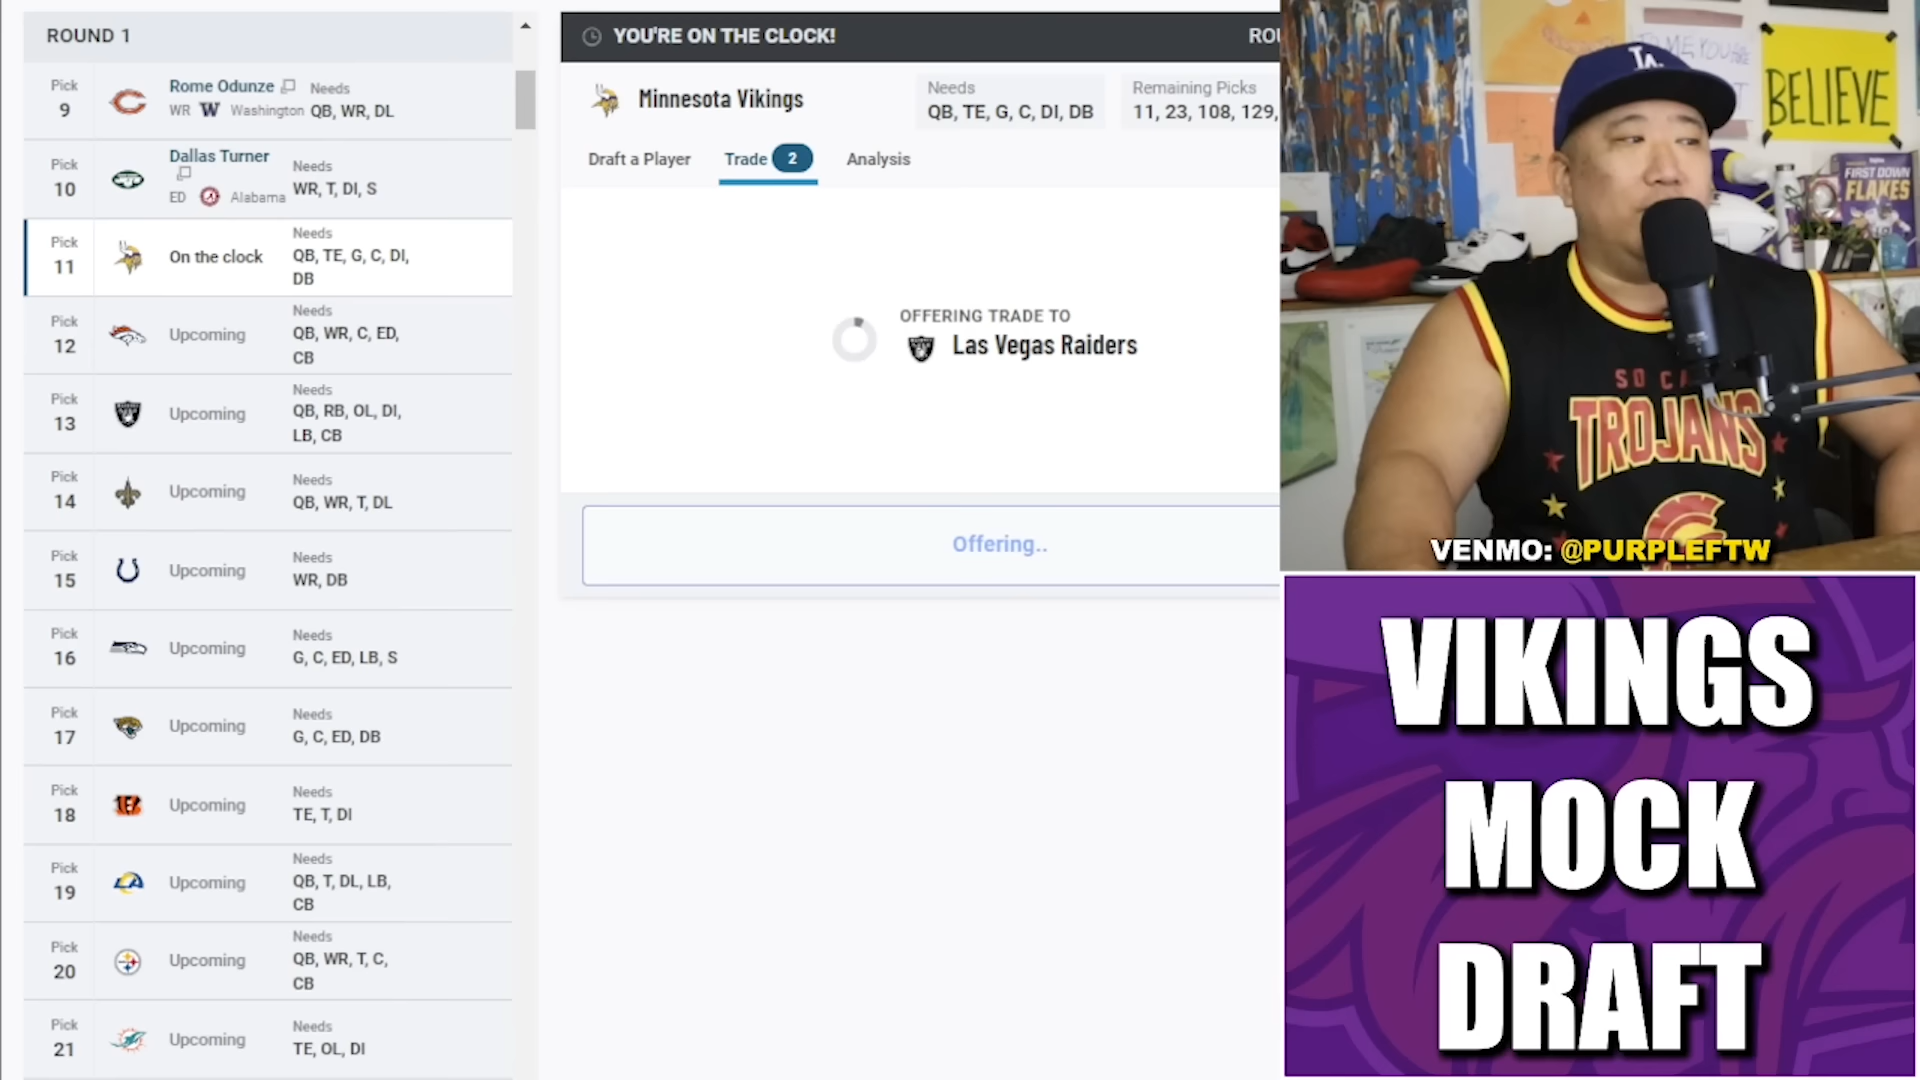 ROUND 1
Pick
9
Rome Odunze
WR W Washington
Needs
QB, WR, DL
Pick
10
Dallas Turner
ED Alabama
Needs
WR, T, DI, S
Pick
11
On the clock
Needs
QB, TE, G, C, DI,
DB
Pick
12
Upcoming
Needs
QB, WR, C, ED,
CB
Pick
13
Upcoming
Needs
QB, RB, OL, DI,
LB, CB
Pick
14
Upcoming
Needs
QB, WR, T, DL
Pick
15
Upcoming
Needs
WR, DB
Pick
16
Upcoming
Needs
G, C, ED, LB, S
Pick
17
Upcoming
Needs
G, C, ED, DB
Pick
18
Upcoming
Needs
TE, T, DI
Pick
19
Upcoming
Needs
QB, T, DL, LB,
CB
Pick
20
Upcoming
Needs
QB, WR, T, C,
CB
Pick
21
Upcoming
Needs
TE, OL, DI
YOU'RE ON THE CLOCK!
ROU
Minnesota Vikings
Needs
QB, TE, G, C, DI, DB
Remaining Picks
11, 23, 108, 129,
Draft a Player
Trade 2
Analysis
OFFERING TRADE TO
Las Vegas Raiders
Offering..
LA
BELIEVE
FIRST DOWN
FLAKES
SO CA
TROJANS
VENMO: @PURPLEFTW
VIKINGS
MOCK
DRAFT